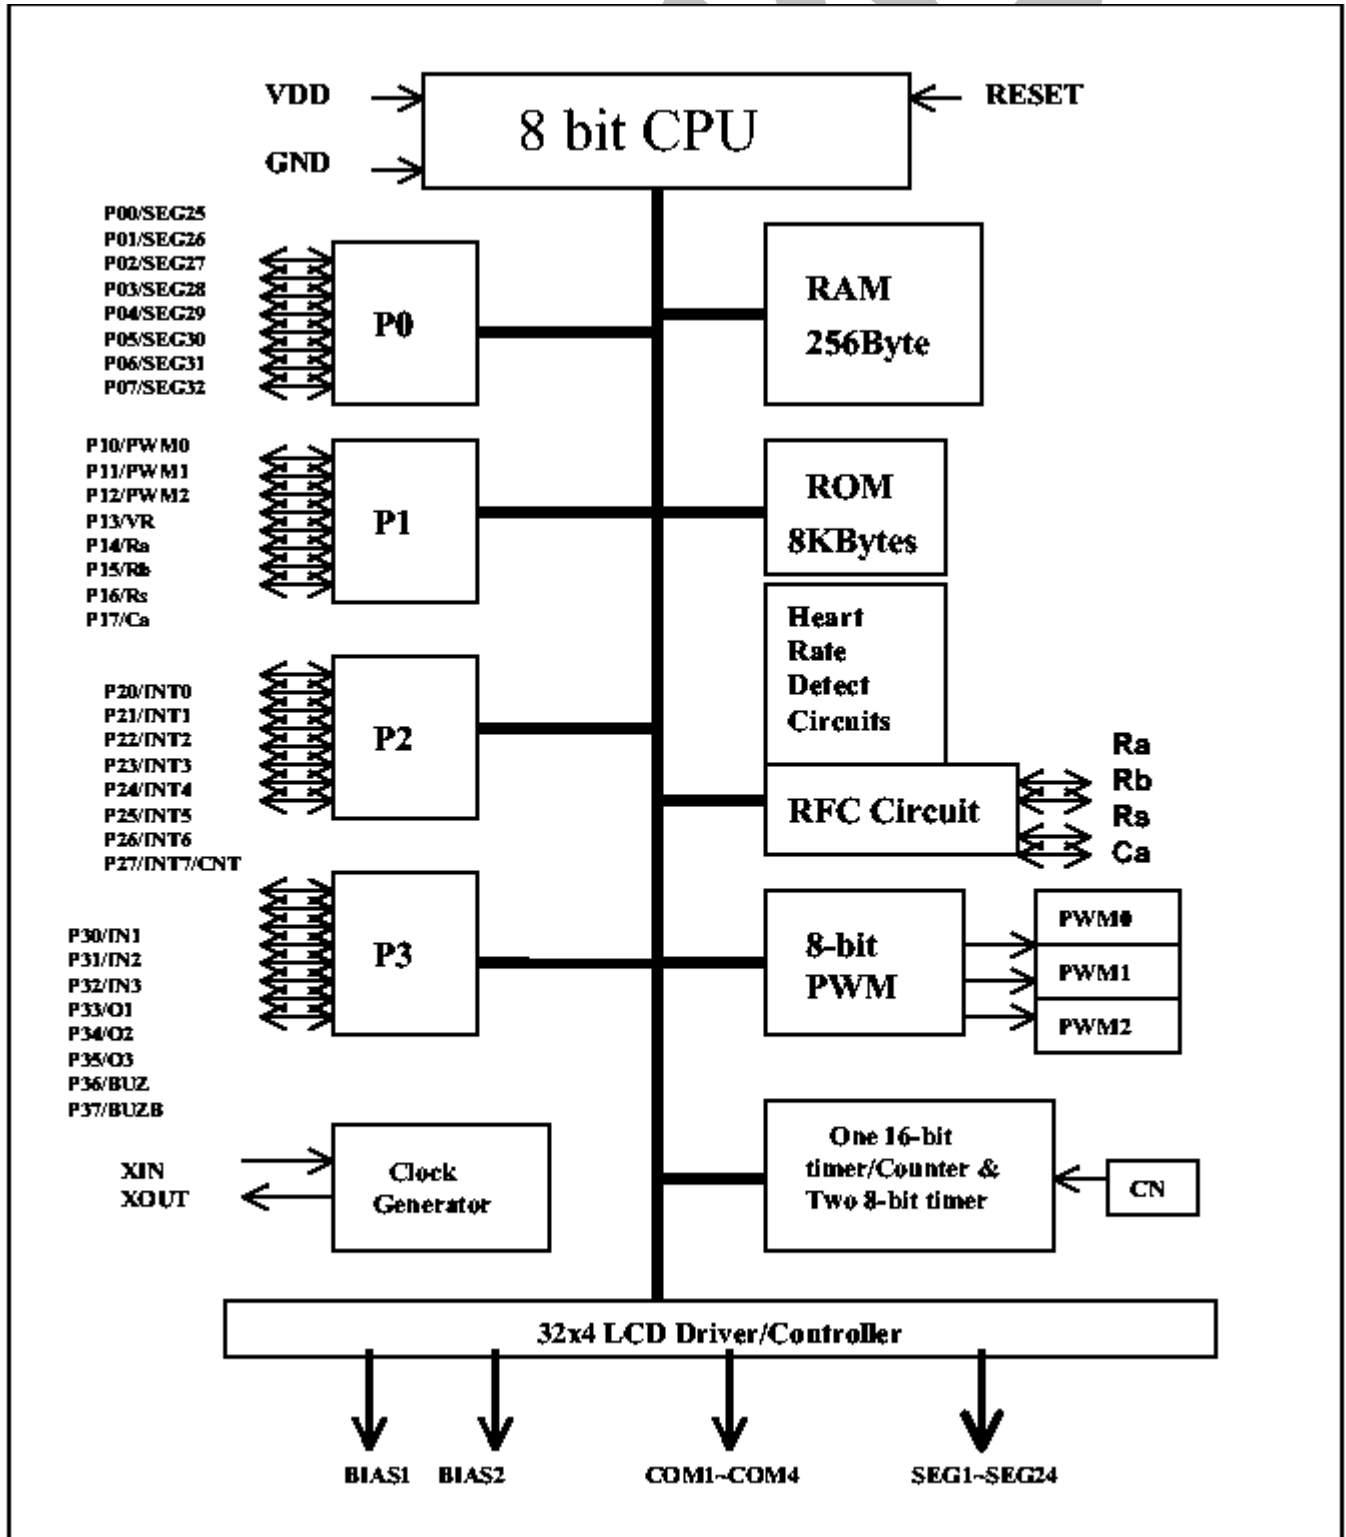 VDD
8 bit CPU
RESET
GND
P00/SEG25
P01/SEG26
P02/SEG27
P03/SEG28
P04/SEG29
P05/SEG30
P06/SEG31
P07/SEG32
P0
RAM
256Byte
P10/PWM0
P11/PWM1
P12/PWM2
P13/VR
P14/Ra
P15/Rb
P16/Rs
P17/Ca
P1
ROM
8KBytes
Heart
Rate
Detect
Circuits
P20/INT0
P21/INT1
P22/INT2
P23/INT3
P24/INT4
P25/INT5
P26/INT6
P27/INT7/CNT
P2
RFC Circuit
Ra
Rb
Rs
Ca
P30/IN1
P31/IN2
P32/IN3
P33/O1
P34/O2
P35/O3
P36/BUZ
P37/BUZB
P3
8-bit
PWM
PWM0
PWM1
PWM2
XIN
XOUT
Clock
Generator
One 16-bit
timer/Counter &
Two 8-bit timer
CN
32x4 LCD Driver/Controller
BIAS1
BIAS2
COM1~COM4
SEG1~SEG24